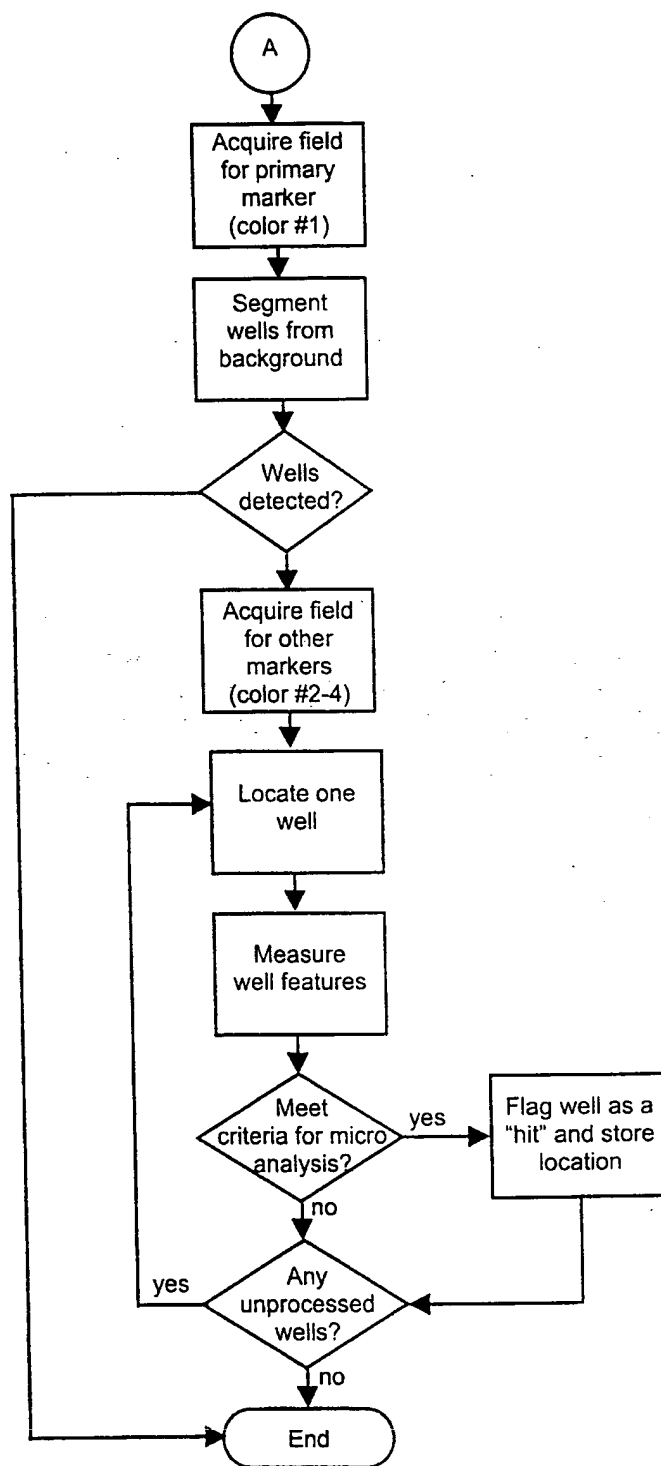 A
Acquire field
for primary
marker
(color #1)
Segment
wells from
background
Wells
detected?
Acquire field
for other
markers
(color #2-4)
Locate one
well
Measure
well features
Meet
criteria for micro
analysis?
yes
Flag well as a
“hit” and store
location
no
Any
unprocessed
wells?
yes
no
End